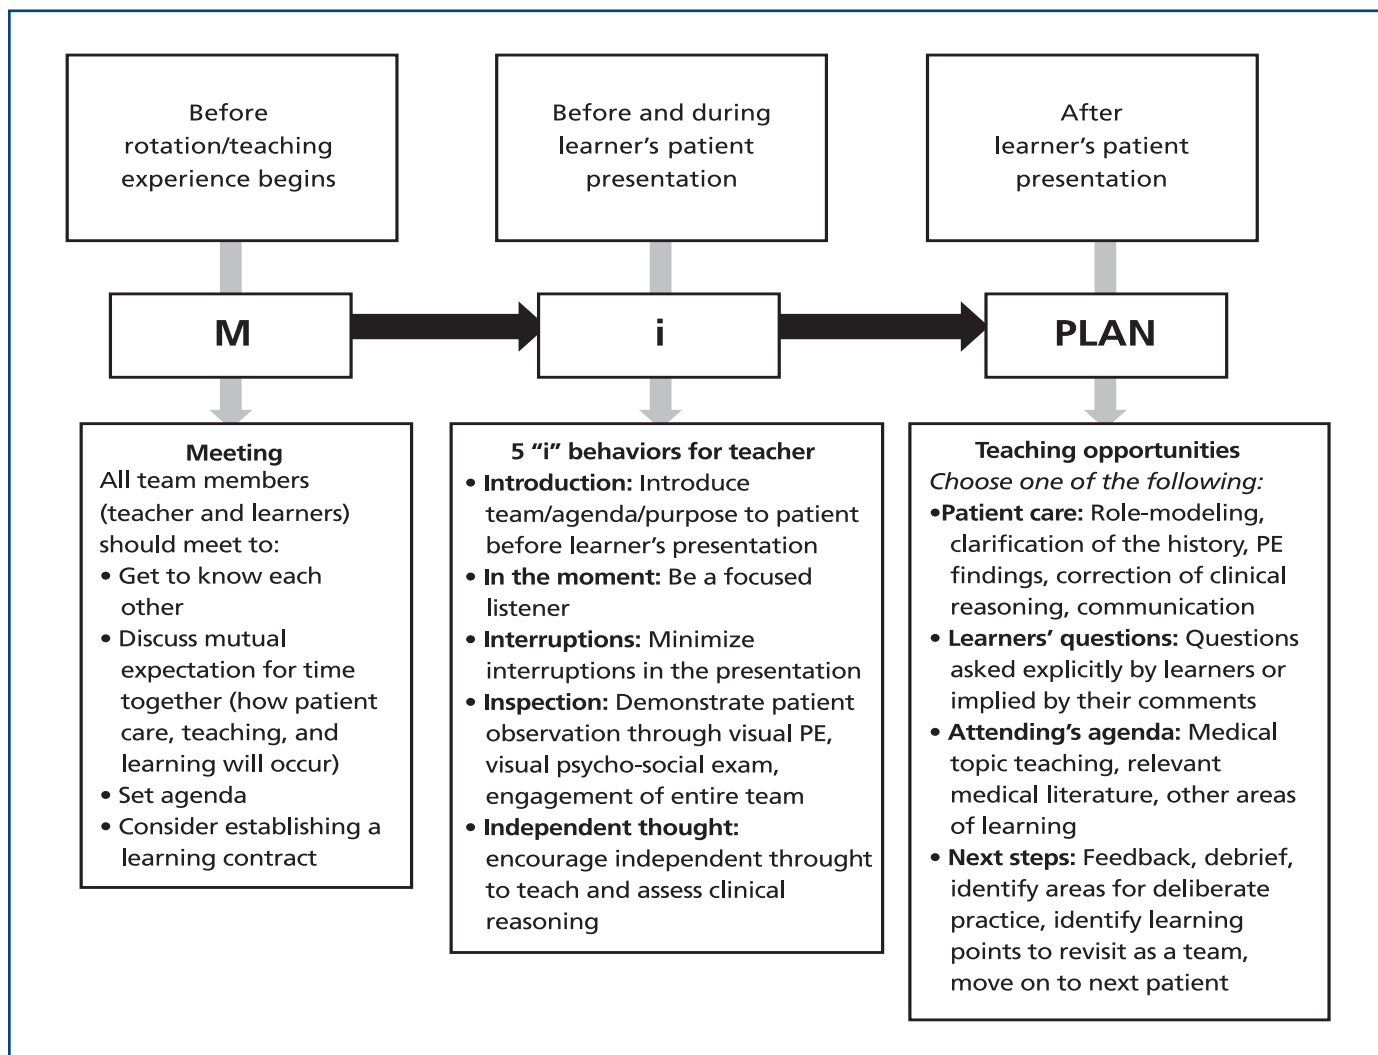 Before
rotation/teaching
experience begins
Before and during
learner’s patient
presentation
After
learner’s patient
presentation
M
i
PLAN
Meeting
All team members
(teacher and learners)
should meet to:
• Get to know each
other
• Discuss mutual
expectation for time
together (how patient
care, teaching, and
learning will occur)
• Set agenda
• Consider establishing a
learning contract
5 “i” behaviors for teacher
• Introduction: Introduce
team/agenda/purpose to patient
before learner’s presentation
• In the moment: Be a focused
listener
• Interruptions: Minimize
interruptions in the presentation
• Inspection: Demonstrate patient
observation through visual PE,
visual psycho-social exam,
engagement of entire team
• Independent thought:
encourage independent throught
to teach and assess clinical
reasoning
Teaching opportunities
Choose one of the following:
•Patient care: Role-modeling,
clarification of the history, PE
findings, correction of clinical
reasoning, communication
• Learners’ questions: Questions
asked explicitly by learners or
implied by their comments
• Attending’s agenda: Medical
topic teaching, relevant
medical literature, other areas
of learning
• Next steps: Feedback, debrief,
identify areas for deliberate
practice, identify learning
points to revisit as a team,
move on to next patient